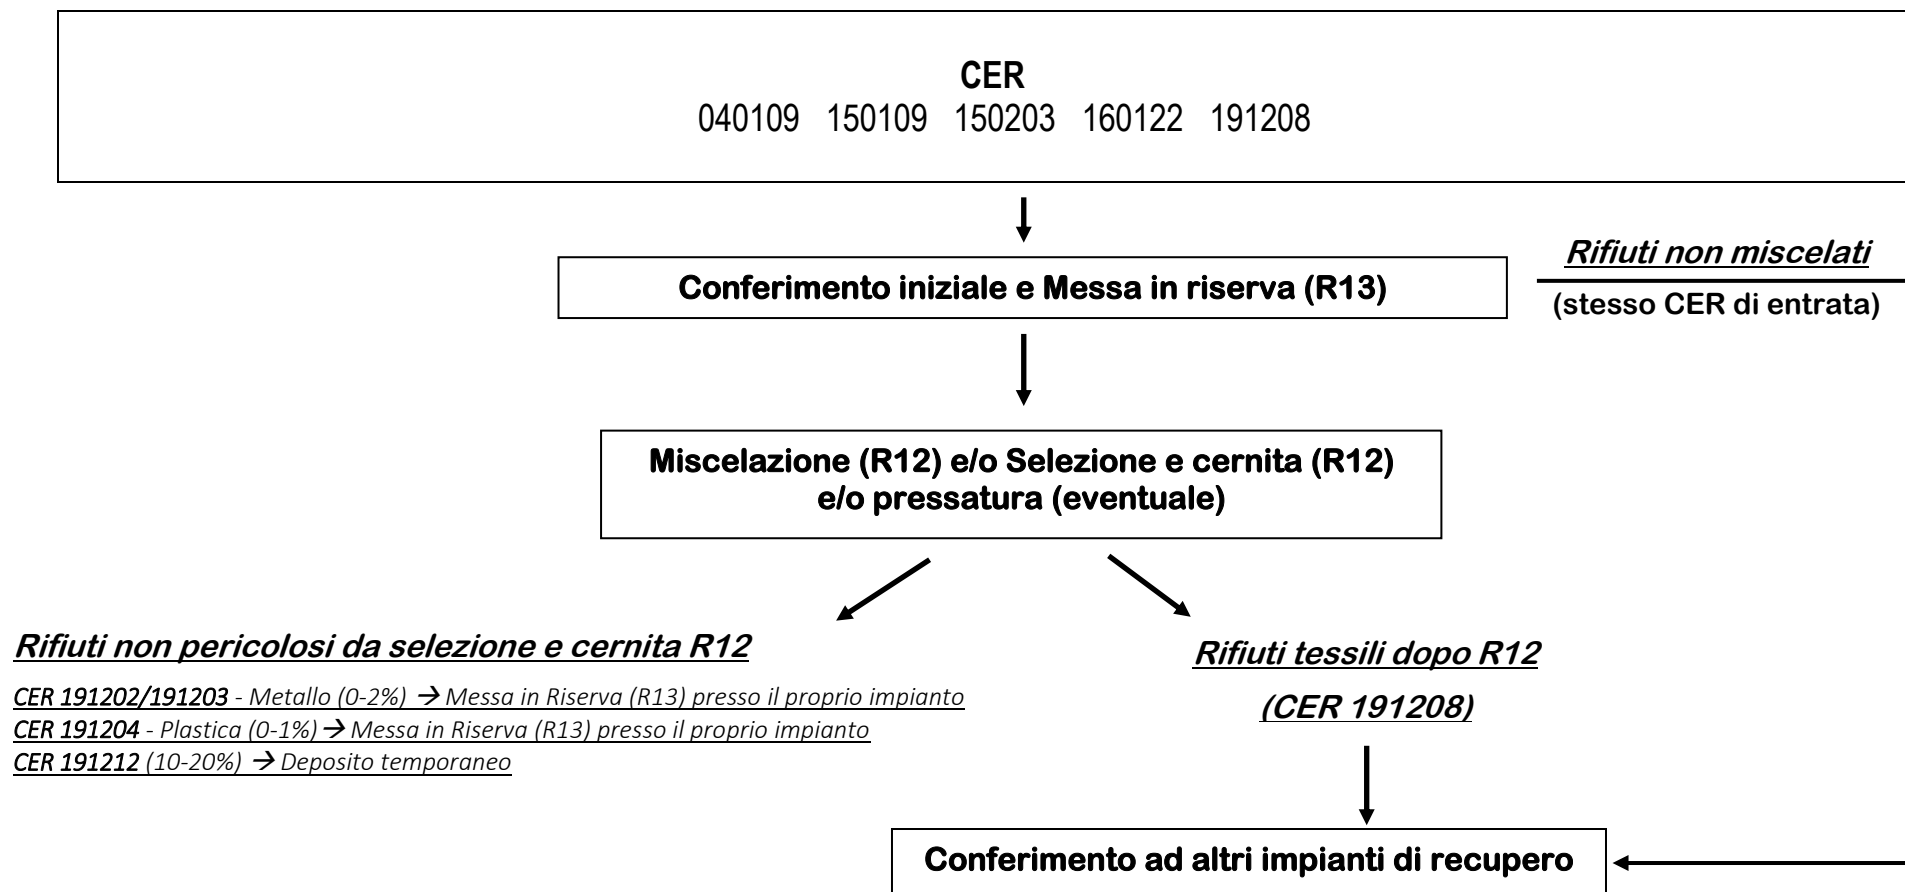 CER
040109 150109 150203 160122 191208
Conferimento iniziale e Messa in riserva (R13)
Rifiuti non miscelati
(stesso CER di entrata)
Miscelazione (R12) e/o Selezione e cernita (R12)
e/o pressatura (eventuale)
Rifiuti non pericolosi da selezione e cernita R12
CER 191202/191203 - Metallo (0-2%) → Messa in Riserva (R13) presso il proprio impianto
CER 191204 - Plastica (0-1%) → Messa in Riserva (R13) presso il proprio impianto
CER 191212 (10-20%) → Deposito temporaneo
Rifiuti tessili dopo R12
(CER 191208)
Conferimento ad altri impianti di recupero